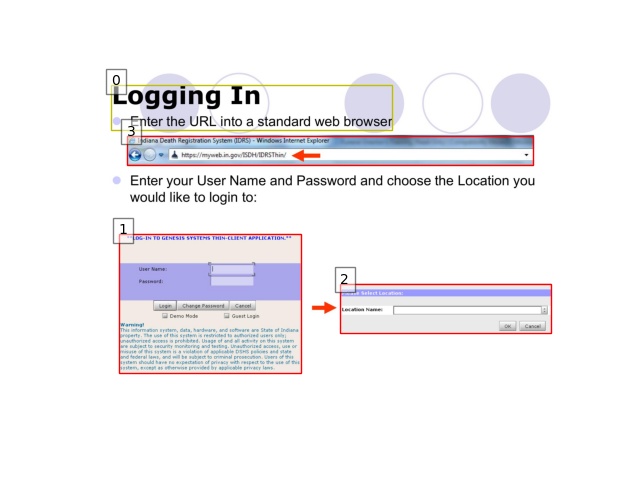 0
Logging In
Enter the URL into a standard web browser
3
Indiana Death Registration System (IDRS) - Windows Internet Explorer
https://myweb.in.gov/ISDH/IDRSThin/
Enter your User Name and Password and choose the Location you
would like to login to:
1
LOG-IN TO GENESIS SYSTEMS THIN-CLIENT APPLICATION.**
User Name:
Password:
Login Change Password Cancel
Demo Mode Guest Login
Warning!
This information system, data, hardware, and software are State of Indiana
property. The use of this system is restricted to authorized users only;
unauthorized access is prohibited. Usage of and all activity on this system
are subject to security monitoring and testing. Unauthorized access, use or
misuse of this system is a violation of applicable DSHS policies and state
and federal laws, and will be subject to criminal prosecution. Users of this
system should have no expectation of privacy with respect to the use of this
system, except as otherwise provided by applicable privacy laws.
2
Select Location:
Location Name:
OK Cancel